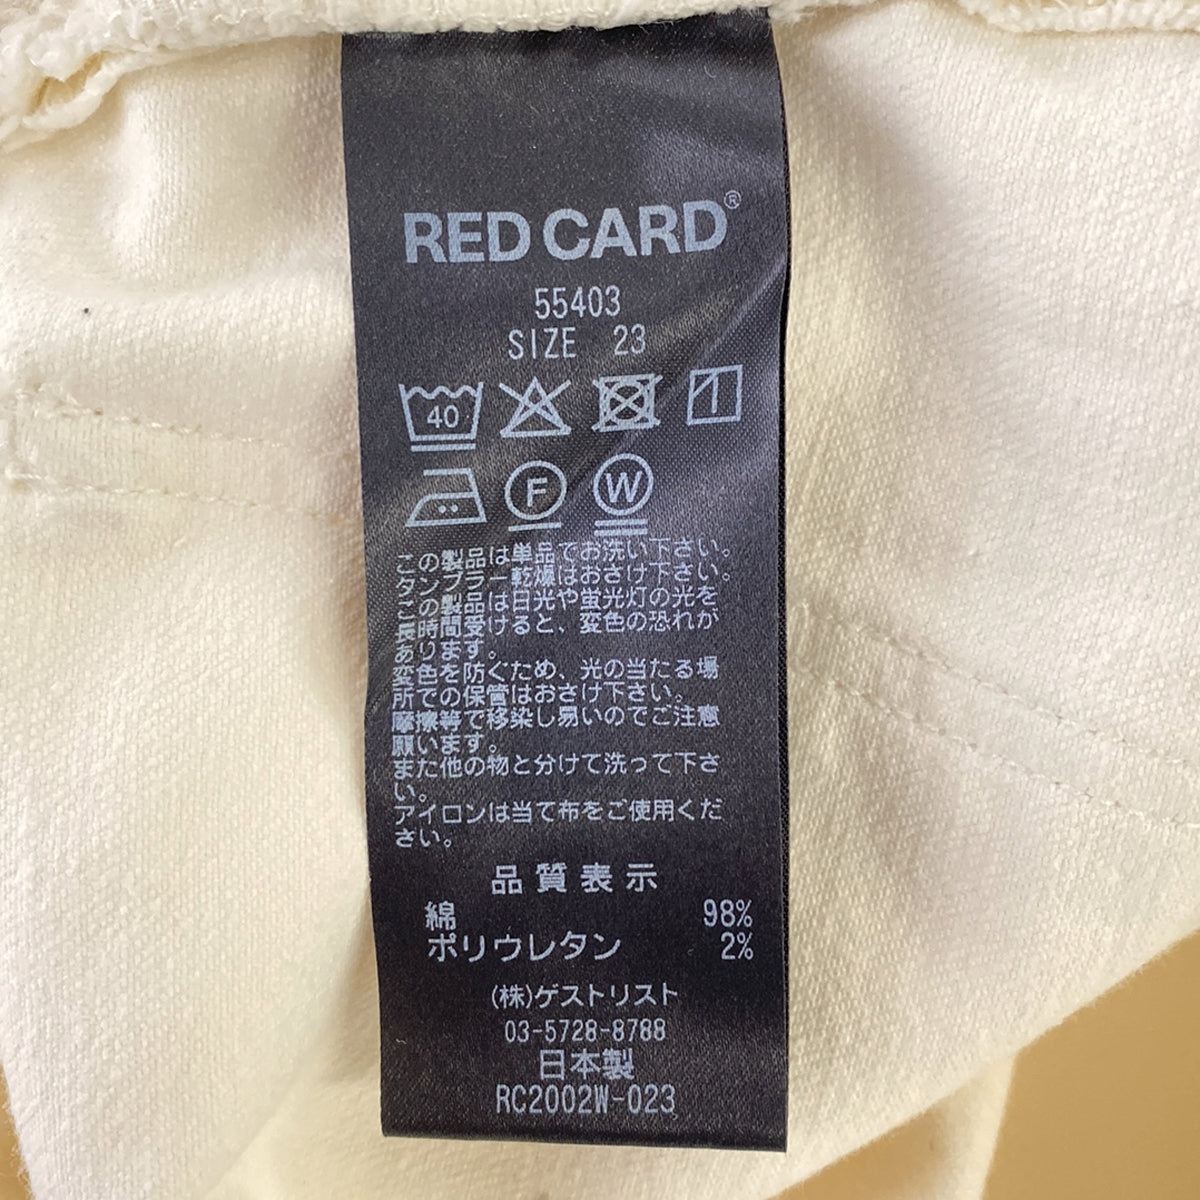 RED CARD®
55403
SIZE 23
40
F W
この製品は単品でお洗い下さい。
タンブラー乾燥はおさけ下さい。
この製品は日光や蛍光灯の光を
長時間受けると、変色の恐れが
あります。
変色を防ぐため、光の当たる場
所での保管はおさけ下さい。
摩擦等で移染し易いのでご注意
願います。
また他の物と分けて洗って下さ
い。
アイロンは当て布をご使用くだ
さい。
品質表示
綿 98%
ポリウレタン 2%
(株)ゲストリスト
03-5728-8788
日本製
RC2002W-023